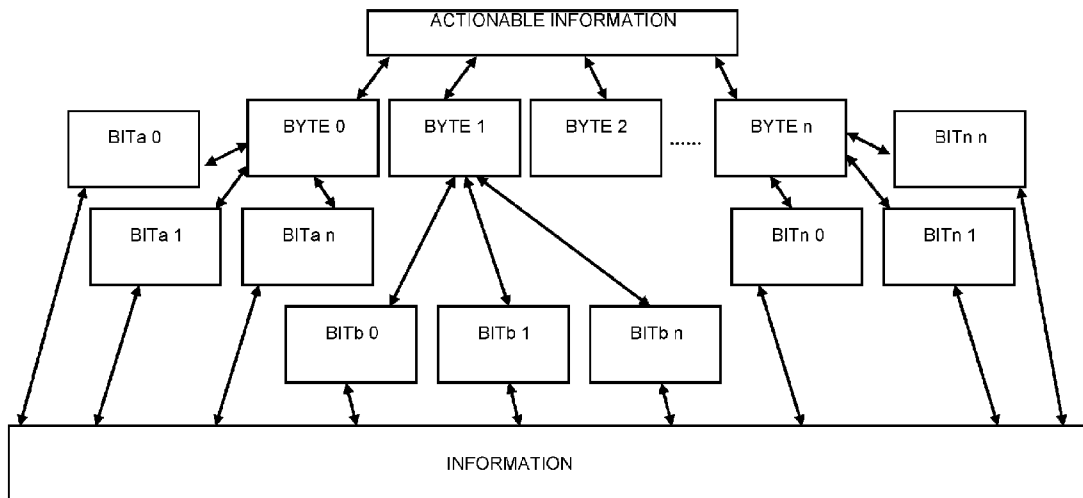 ACTIONABLE INFORMATION
BITa 0
BYTE 0
BYTE 1
BYTE 2
......
BYTE n
BITn n
BITa 1
BITa n
BITn 0
BITn 1
BITb 0
BITb 1
BITb n
INFORMATION